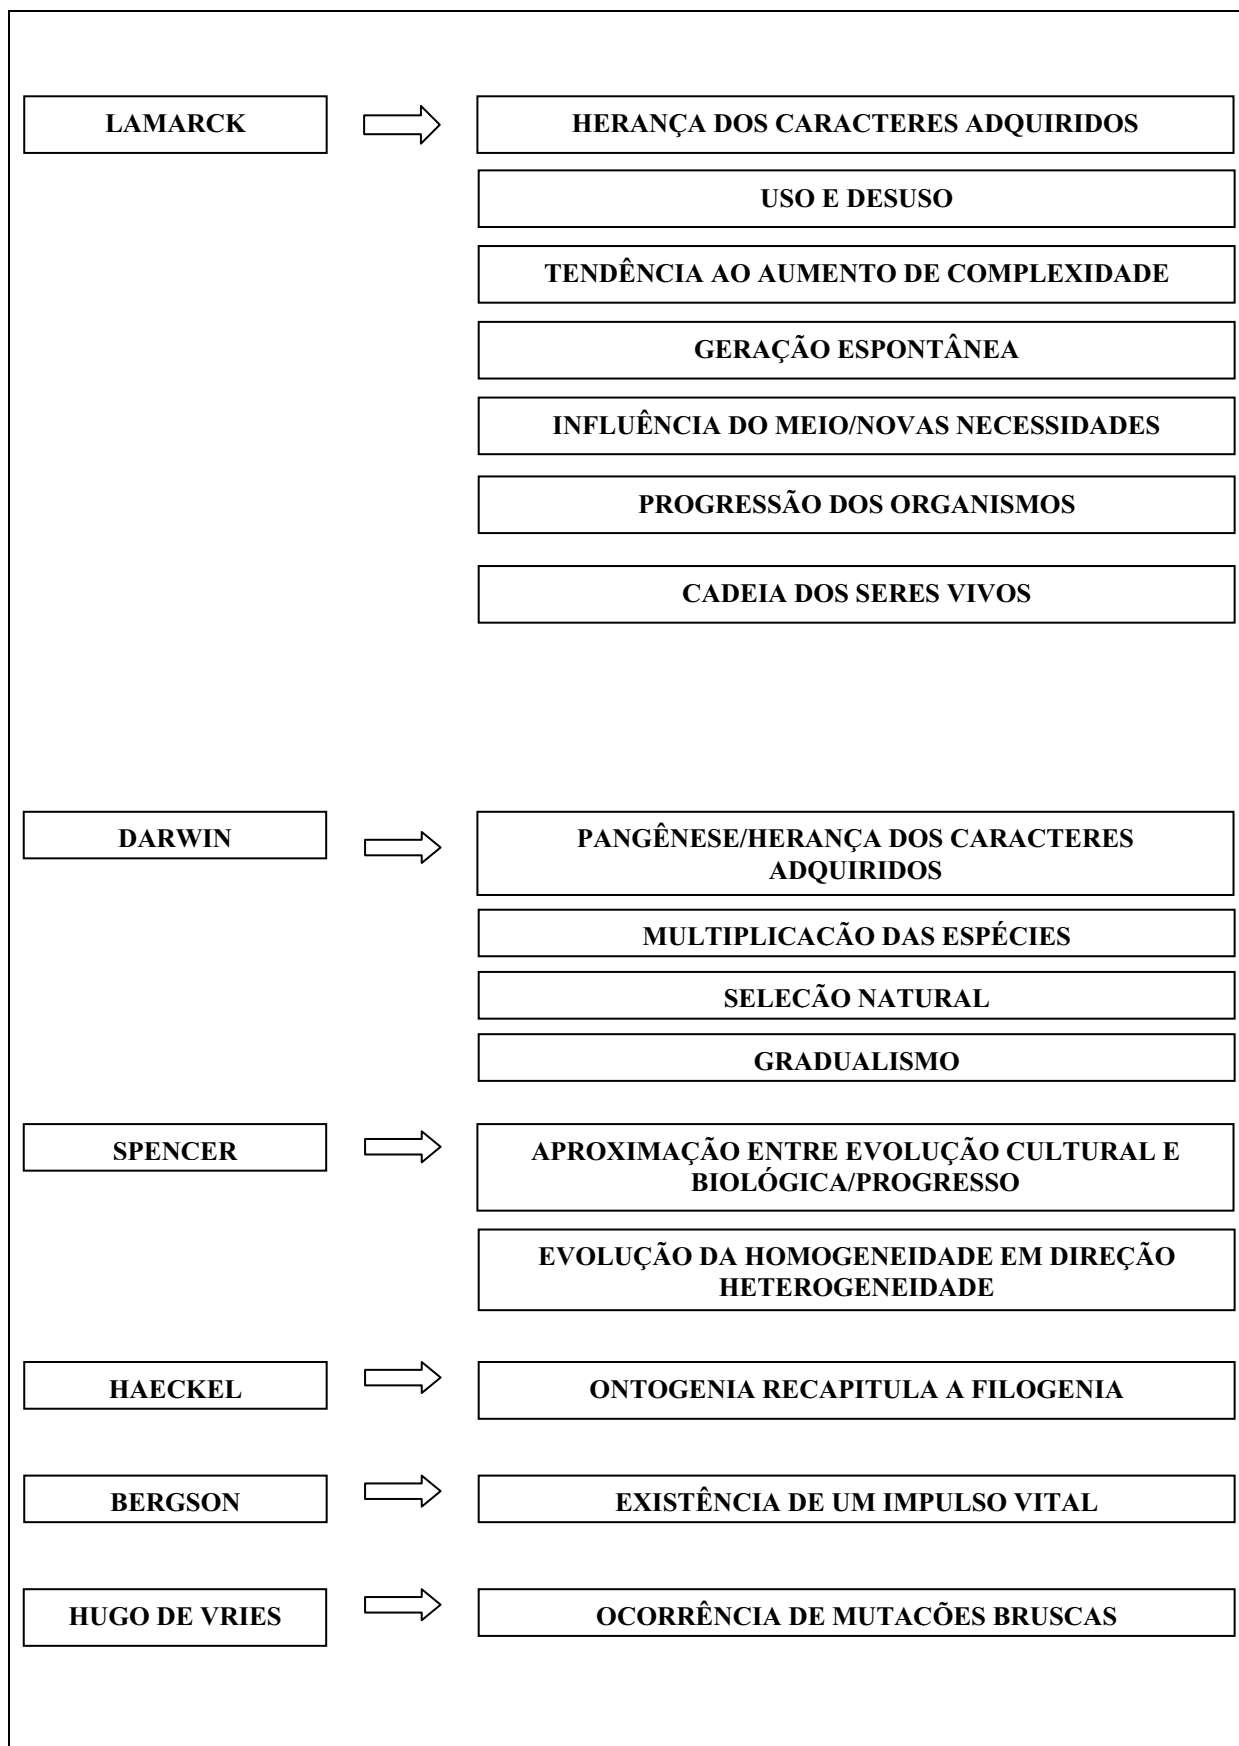 LAMARCK
HERANÇA DOS CARACTERES ADQUIRIDOS
USO E DESUSO
TENDÊNCIA AO AUMENTO DE COMPLEXIDADE
GERAÇÃO ESPONTÂNEA
INFLUÊNCIA DO MEIO/NOVAS NECESSIDADES
PROGRESSÃO DOS ORGANISMOS
CADEIA DOS SERES VIVOS
DARWIN
PANGÊNESE/HERANÇA DOS CARACTERES
ADQUIRIDOS
MULTIPLICACÃO DAS ESPÉCIES
SELECÃO NATURAL
GRADUALISMO
SPENCER
APROXIMAÇÃO ENTRE EVOLUÇÃO CULTURAL E
BIOLÓGICA/PROGRESSO
EVOLUÇÃO DA HOMOGENEIDADE EM DIREÇÃO
HETEROGENEIDADE
HAECKEL
ONTOGENIA RECAPITULA A FILOGENIA
BERGSON
EXISTÊNCIA DE UM IMPULSO VITAL
HUGO DE VRIES
OCORRÊNCIA DE MUTACÕES BRUSCAS